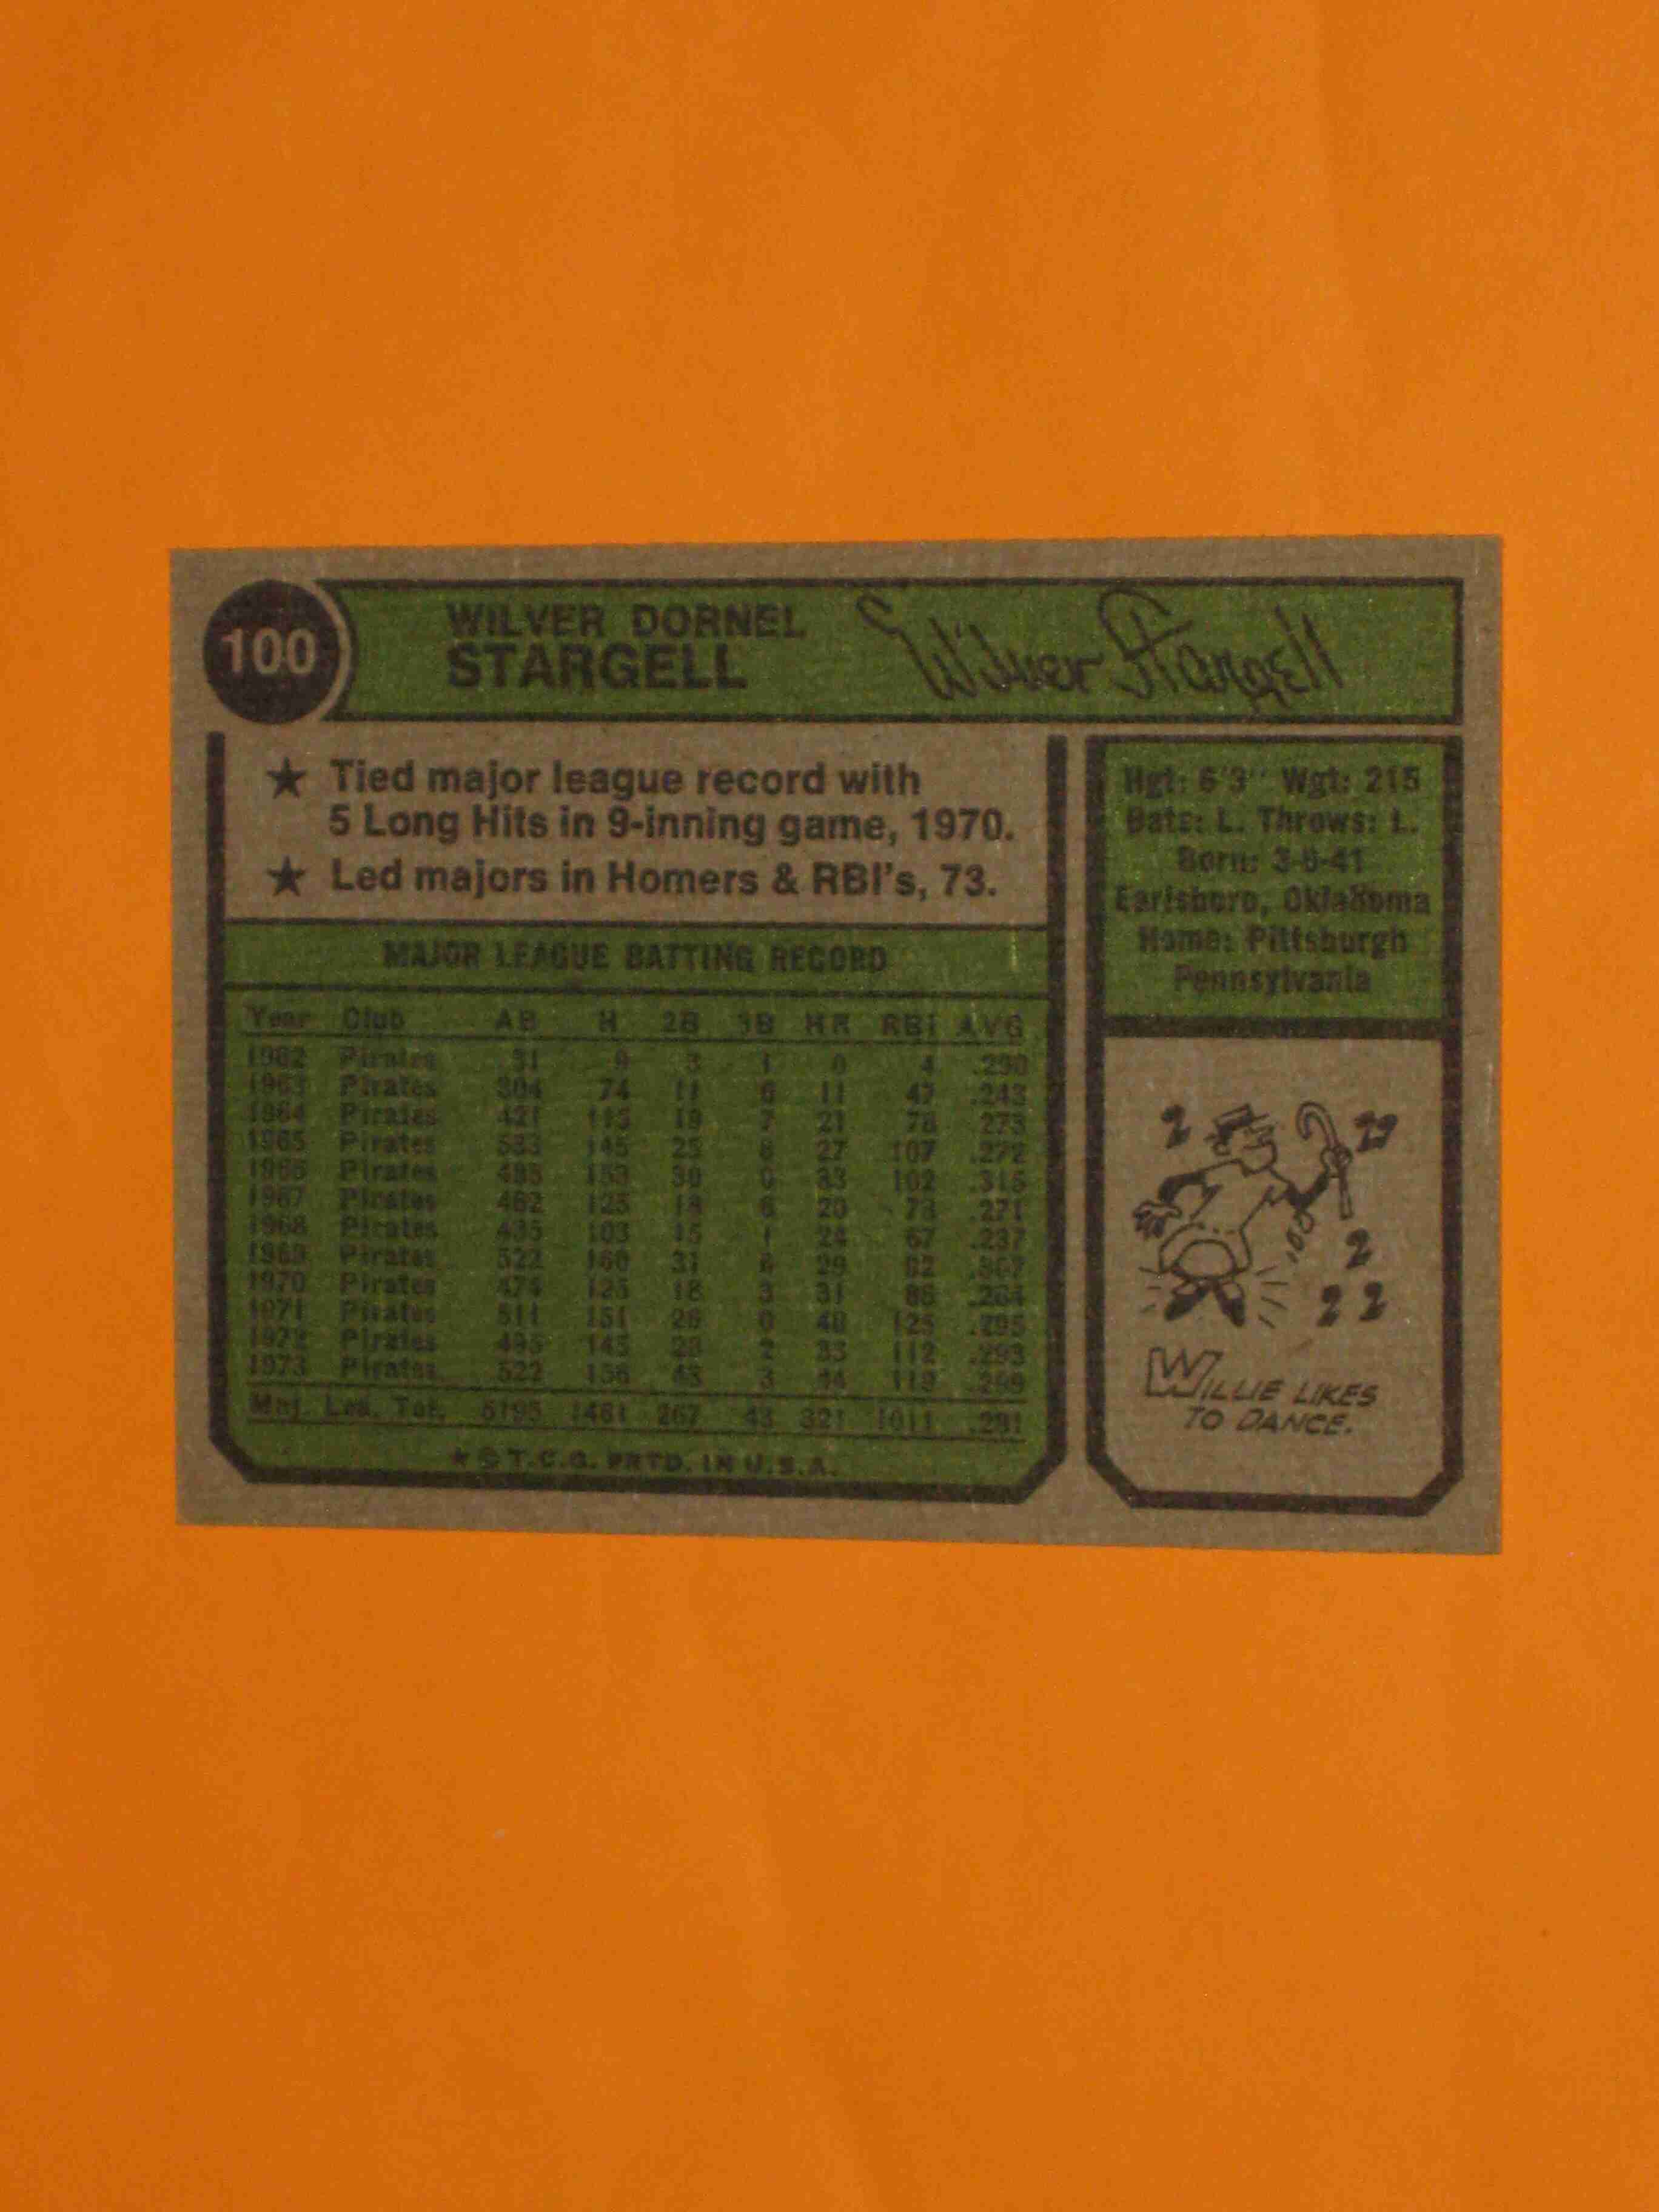 100
WILVER DORNEL
STARGELL
Wilver Stargell
★ Tied major league record with
5 Long Hits in 9-inning game, 1970.
★ Led majors in Homers & RBI's, 73.
MAJOR LEAGUE BATTING RECORD
Year Club AB H 2B 3B HR RBI AVG
1962 Pirates 31 9 3 1 0 4 .290
1963 Pirates 304 74 11 6 11 47 .243
1964 Pirates 421 115 19 7 21 78 .273
1965 Pirates 533 145 25 8 27 107 .272
1966 Pirates 485 153 30 0 33 102 .315
1967 Pirates 462 125 18 6 20 73 .271
1968 Pirates 435 103 15 1 24 67 .237
1969 Pirates 522 160 31 6 29 92 .307
1970 Pirates 474 125 18 3 31 85 .264
1971 Pirates 511 151 26 0 48 125 .295
1972 Pirates 495 145 28 2 33 112 .293
1973 Pirates 522 156 43 3 44 119 .299
Maj. Lea. Tot. 5195 1461 267 43 321 1011 .281
★ © T.C.G. PRTD. IN U.S.A.
Hgt: 6'3" Wgt: 215
Bats: L. Throws: L.
Born: 3-6-41
Earlsboro, Oklahoma
Home: Pittsburgh
Pennsylvania
WILLIE LIKES
TO DANCE.